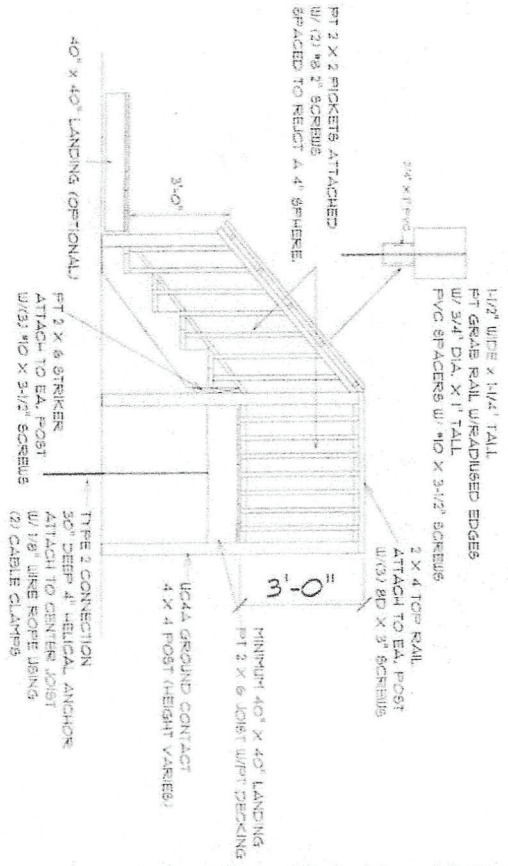 1-1/2" WIDE X 1-1/4" TALL
PT GRAB RAIL W/RADIUSED EDGES
W/ 3/4" DIA. X 1" TALL
PVC SPACERS W/ #10 X 3-1/2" SCREWS
3/4" X 1" PVC
PT 2 X 2 PICKETS ATTACHED
W/ (2) #8 2" SCREWS
SPACED TO REJCT A 4" SPHERE.
2 X 4 TOP RAIL
ATTACH TO EA. POST
W/(3) 8D X 3" SCREWS
3'-0"
3'-0"
MINIMUM 40" X 40" LANDING
PT 2 X 6 JOIST W/PT DECKING
UC4A GROUND CONTACT
4 X 4 POST (HEIGHT VARIES)
40" X 40" LANDING (OPTIONAL)
PT 2 X 6 STRIKER
ATTACH TO EA. POST
W/(3) #10 X 3-1/2" SCREWS
TYPE 2 CONNECTION
30" DEEP 4" HELICAL ANCHOR
ATTACH TO CENTER JOIST
W/ 1/8" WIRE ROPE USING
(2) CABLE CLAMPS